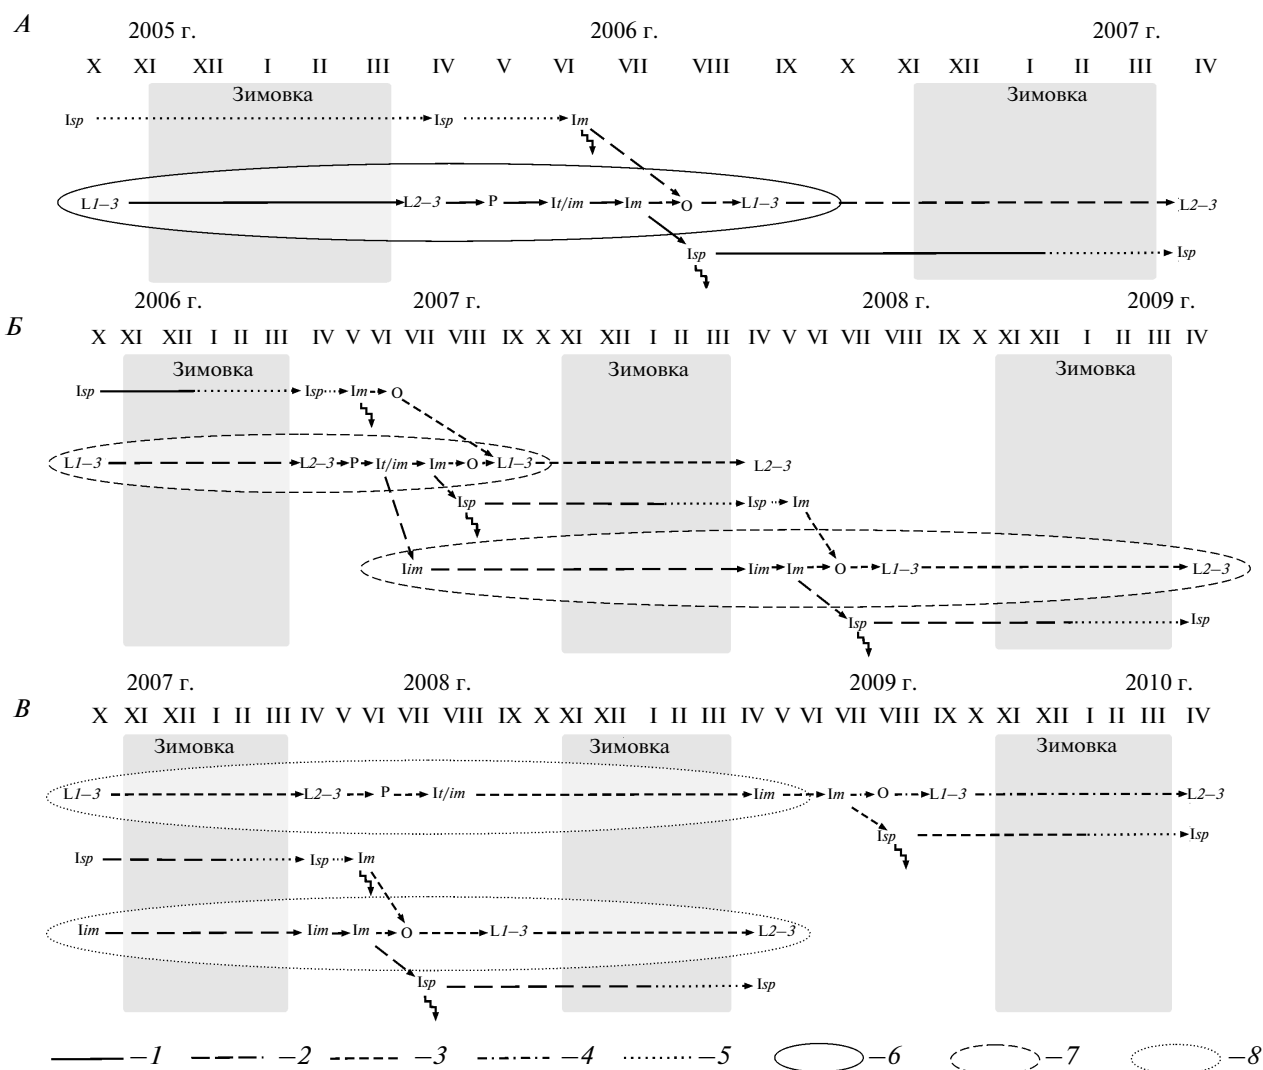 А
2005 г. 2006 г. 2007 г.
X XI XII I II III IV V VI VII VIII IX X XI XII I II III IV
Зимовка Зимовка
Isp Isp Im
L1–3 L2–3 P It/im Im O L1–3 L2–3
Isp Isp
Б
2006 г. 2007 г. 2008 г. 2009 г.
X XI XII I II III IV V VI VII VIII IX X XI XII I II III IV V VI VII VIII IX X XI XII I II III IV
Зимовка Зимовка Зимовка
Isp Isp Im O
L1–3 L2–3 P It/im Im O L1–3 L2–3
Isp Isp Im
Iim Iim Im O L1–3 L2–3
Isp Isp
В
2007 г. 2008 г. 2009 г. 2010 г.
X XI XII I II III IV V VI VII VIII IX X XI XII I II III IV V VI VII VIII IX X XI XII I II III IV
Зимовка Зимовка Зимовка
L1–3 L2–3 P It/im Iim Im O L1–3 L2–3
Isp Isp
Isp Isp Im
Iim Iim Im O L1–3 L2–3
Isp Isp
–1 –2 –3 –4 –5 –6 –7 –8